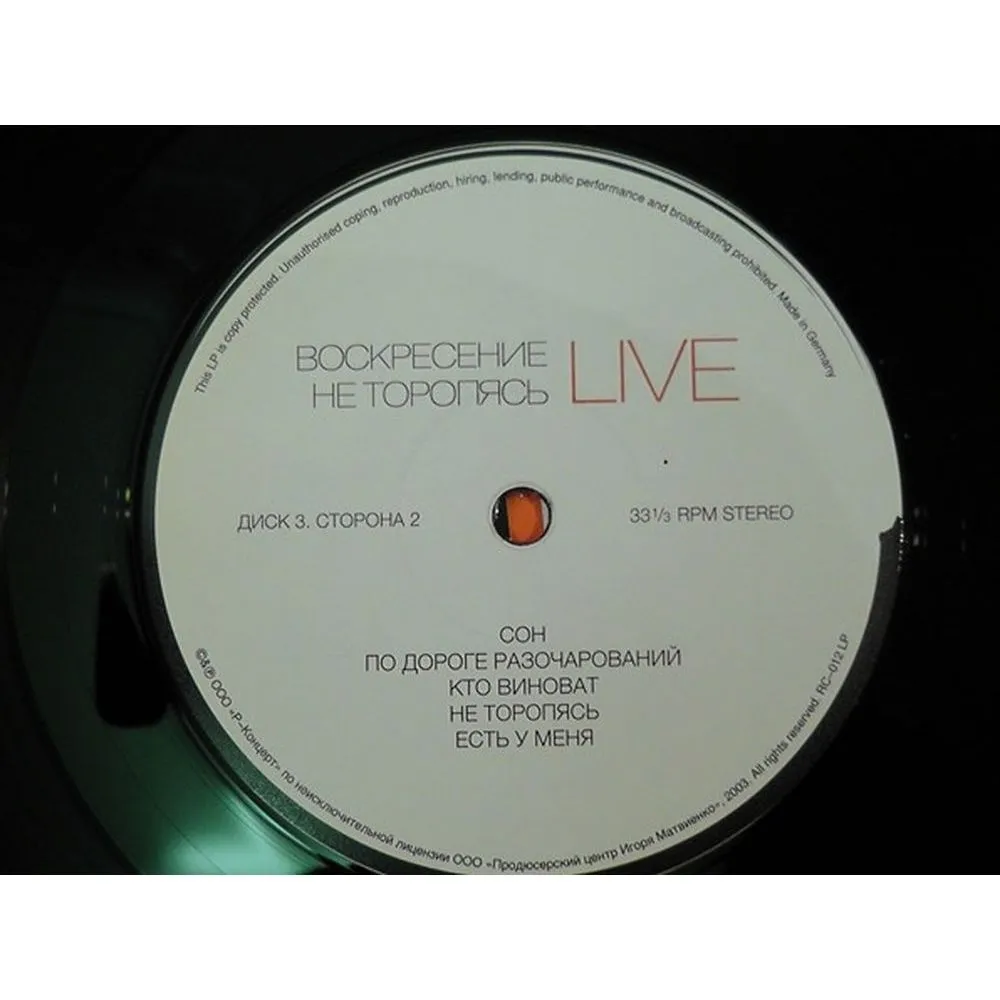 This LP is copy protected. Unauthorised coping, reproduction, hiring, lending, public performance and broadcasting prohibited. Made in Germany
ВОСКРЕСЕНИЕ
НЕ ТОРОПЯСЬ
LIVE
ДИСК 3. СТОРОНА 2
33 1/3 RPM STEREO
СОН
ПО ДОРОГЕ РАЗОЧАРОВАНИЙ
КТО ВИНОВАТ
НЕ ТОРОПЯСЬ
ЕСТЬ У МЕНЯ
©&℗ ООО «Р–Концерт» по неисключительной лицензии ООО «Продюсерский центр Игоря Матвиенко», 2003. All rights reserved. RC–012 LP